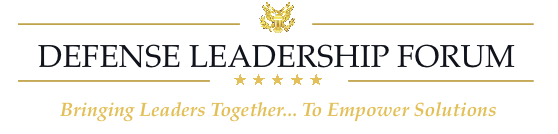 DEFENSE LEADERSHIP FORUM
Bringing Leaders Together... To Empower Solutions